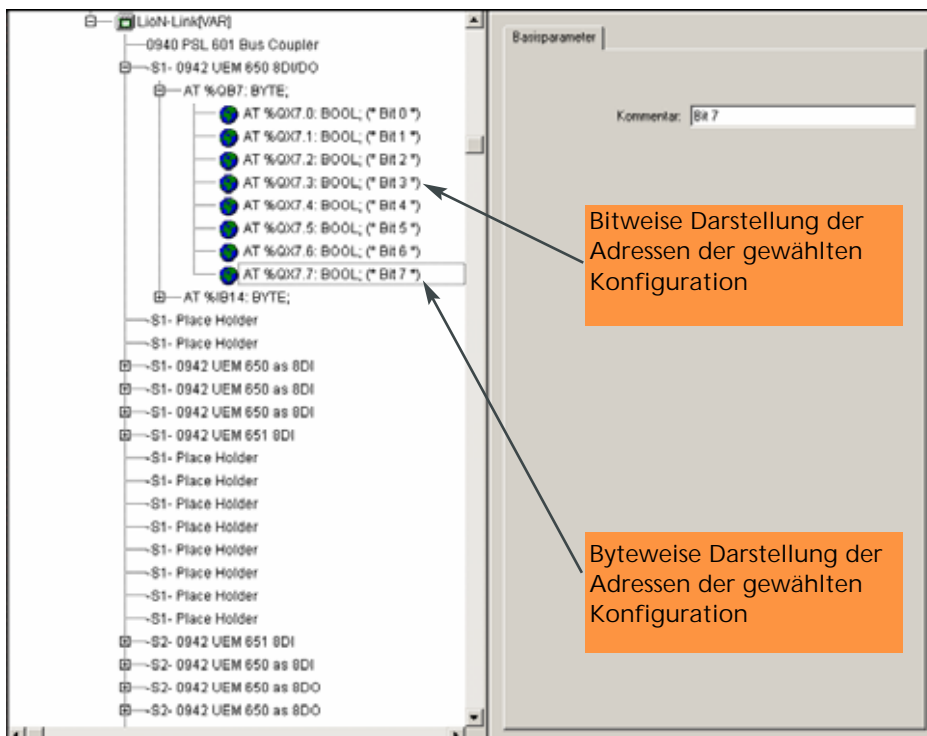 LioN-Link[VAR]
0940 PSL 601 Bus Coupler
S1- 0942 UEM 650 8DI/DO
AT %QB7: BYTE;
AT %QX7.0: BOOL; (* Bit 0 *)
AT %QX7.1: BOOL; (* Bit 1 *)
AT %QX7.2: BOOL; (* Bit 2 *)
AT %QX7.3: BOOL; (* Bit 3 *)
AT %QX7.4: BOOL; (* Bit 4 *)
AT %QX7.5: BOOL; (* Bit 5 *)
AT %QX7.6: BOOL; (* Bit 6 *)
AT %QX7.7: BOOL; (* Bit 7 *)
AT %IB14: BYTE;
S1- Place Holder
S1- Place Holder
S1- 0942 UEM 650 as 8DI
S1- 0942 UEM 650 as 8DI
S1- 0942 UEM 650 as 8DI
S1- 0942 UEM 651 8DI
S1- Place Holder
S1- Place Holder
S1- Place Holder
S1- Place Holder
S1- Place Holder
S1- Place Holder
S1- Place Holder
S1- Place Holder
S2- 0942 UEM 651 8DI
S2- 0942 UEM 650 as 8DI
S2- 0942 UEM 650 as 8DO
S2- 0942 UEM 650 as 8DO
Basisparameter
Kommentar: Bit 7
Bitweise Darstellung der
Adressen der gewählten
Konfiguration
Byteweise Darstellung der
Adressen der gewählten
Konfiguration